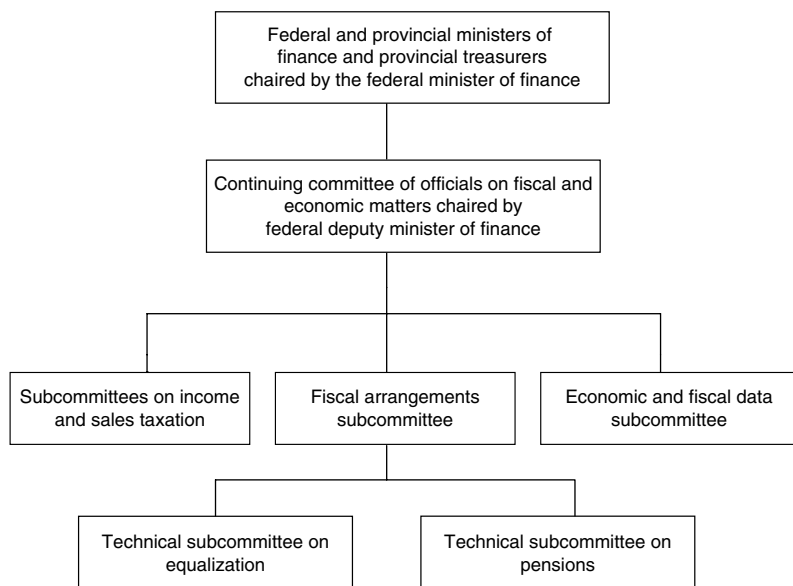 Federal and provincial ministers of
finance and provincial treasurers
chaired by the federal minister of finance
Continuing committee of officials on fiscal and
economic matters chaired by
federal deputy minister of finance
Subcommittees on income
and sales taxation
Fiscal arrangements
subcommittee
Economic and fiscal data
subcommittee
Technical subcommittee on
equalization
Technical subcommittee on
pensions